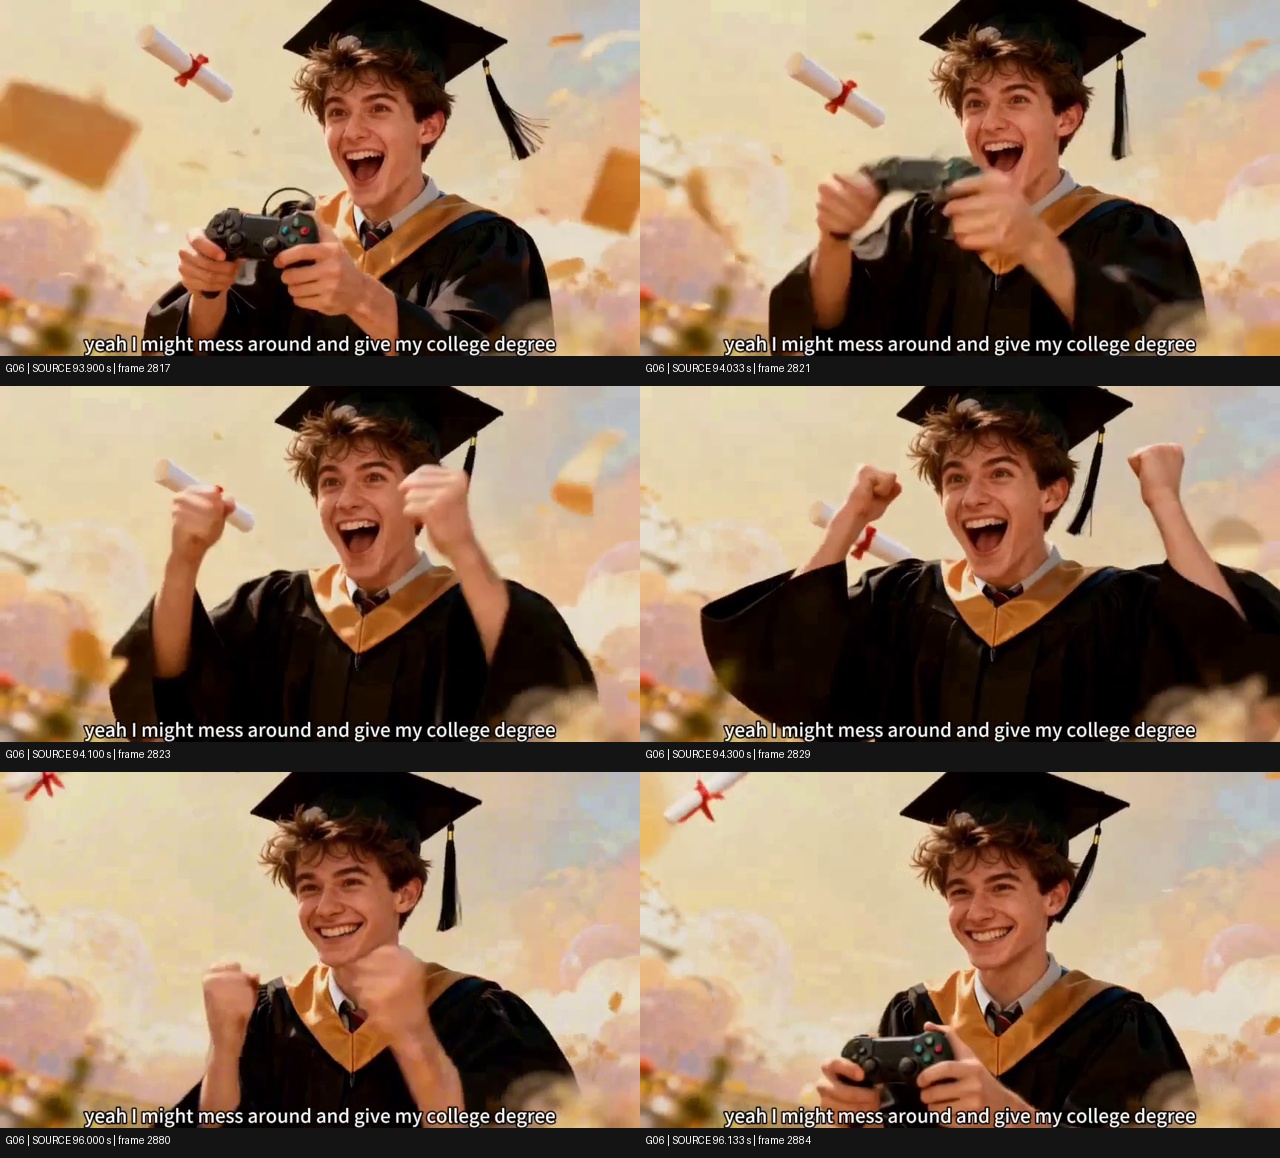 yeah I might mess around and give my college degree
yeah I might mess around and give my college degree
G06 | SOURCE 93.900 s | frame 2817
G06 | SOURCE 94.033 s | frame 2821
yeah I might mess around and give my college degree
yeah I might mess around and give my college degree
G06 | SOURCE 94.100 s | frame 2823
G06 | SOURCE 94.300 s | frame 2829
yeah I might mess around and give my college degree
yeah I might mess around and give my college degree
G06 | SOURCE 96.000 s | frame 2880
G06 | SOURCE 96.133 s | frame 2884